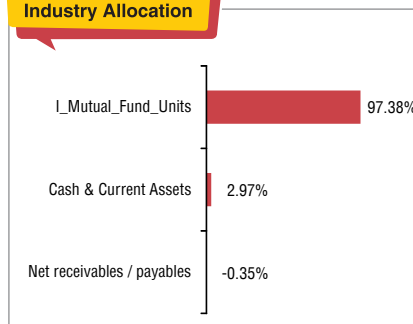 Industry Allocation
I_Mutual_Fund_Units 97.38%
Cash & Current Assets 2.97%
Net receivables / payables -0.35%